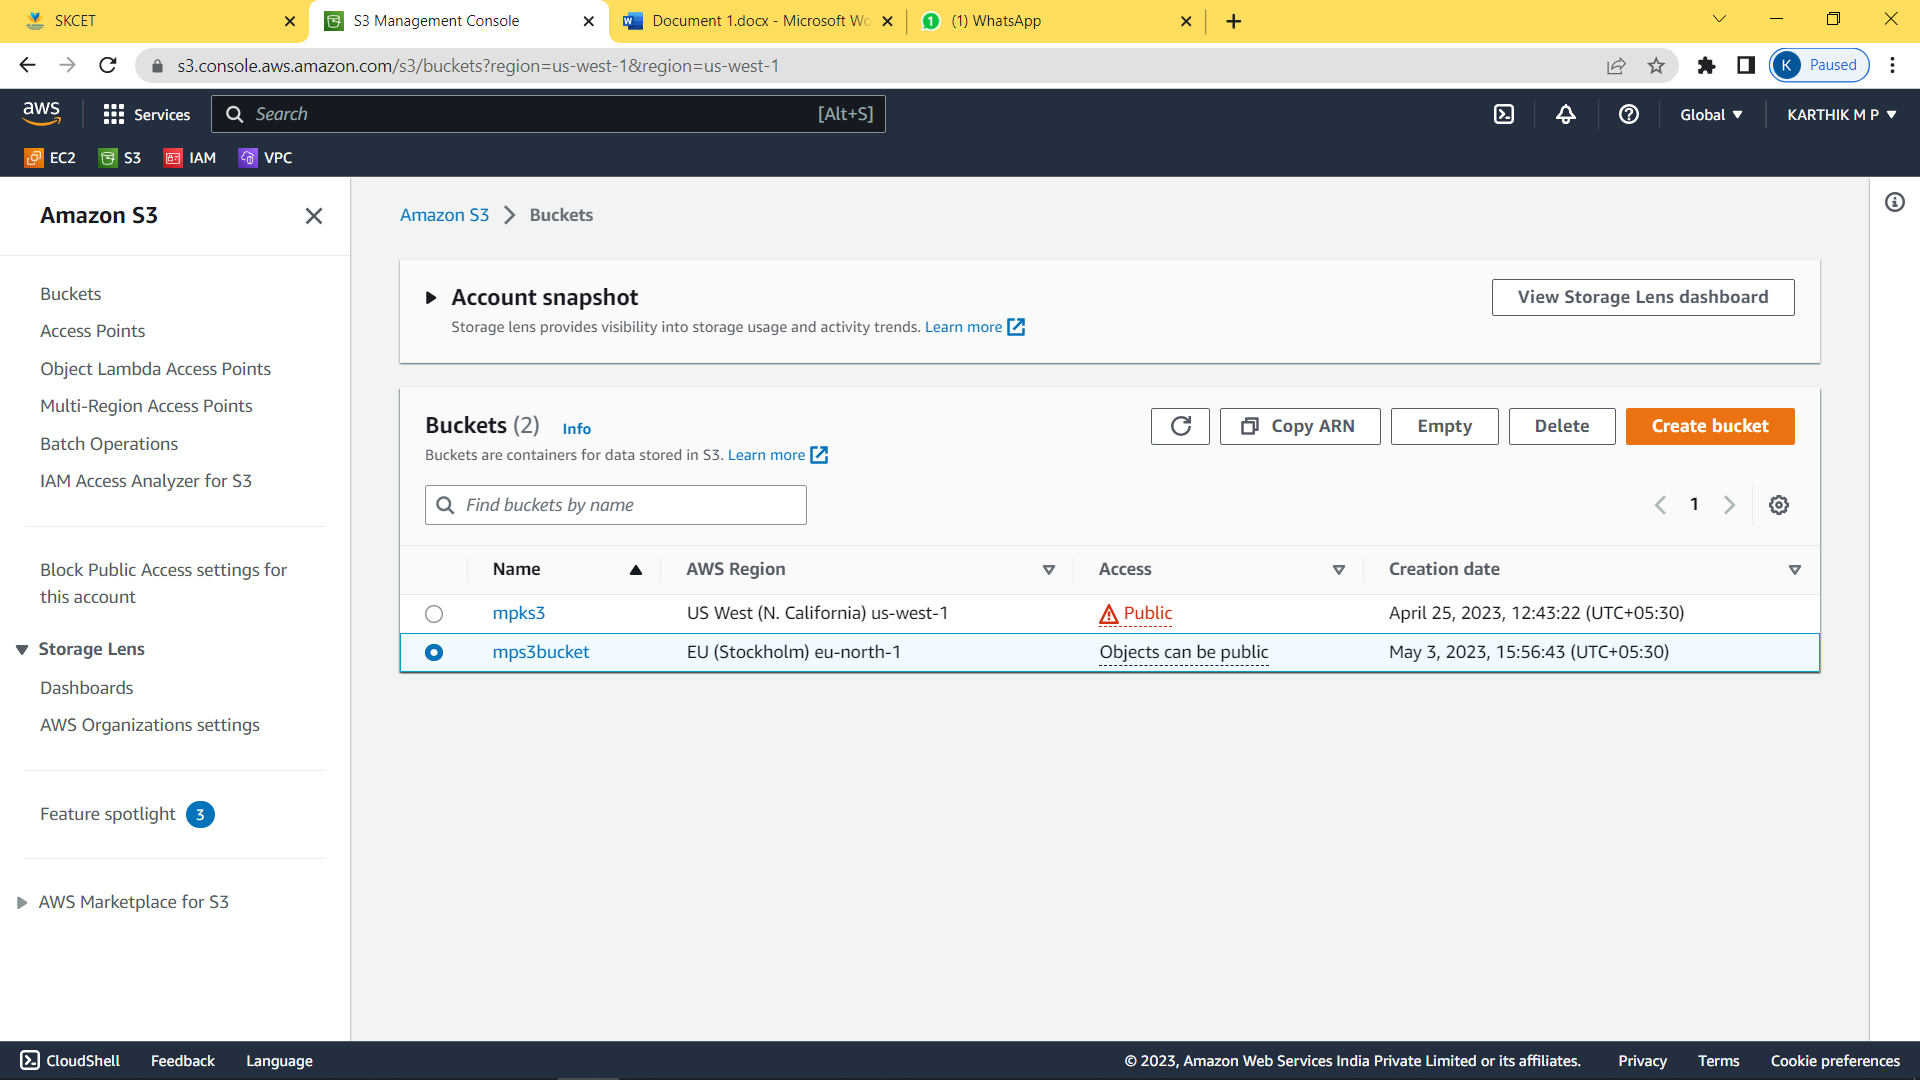 SKCET
S3 Management Console
Document 1.docx - Microsoft Wo
(1) WhatsApp
s3.console.aws.amazon.com/s3/buckets?region=us-west-1&region=us-west-1
K Paused
aws
Services
Search
[Alt+S]
Global
KARTHIK M P
EC2
S3
IAM
VPC
Amazon S3
Buckets
Access Points
Object Lambda Access Points
Multi-Region Access Points
Batch Operations
IAM Access Analyzer for S3
Block Public Access settings for
this account
Storage Lens
Dashboards
AWS Organizations settings
Feature spotlight 3
AWS Marketplace for S3
Amazon S3 > Buckets
Account snapshot
Storage lens provides visibility into storage usage and activity trends. Learn more
View Storage Lens dashboard
Buckets (2) Info
Buckets are containers for data stored in S3. Learn more
Copy ARN
Empty
Delete
Create bucket
Find buckets by name
1
Name AWS Region Access Creation date
mpks3 US West (N. California) us-west-1 Public April 25, 2023, 12:43:22 (UTC+05:30)
mps3bucket EU (Stockholm) eu-north-1 Objects can be public May 3, 2023, 15:56:43 (UTC+05:30)
CloudShell Feedback Language
© 2023, Amazon Web Services India Private Limited or its affiliates. Privacy Terms Cookie preferences